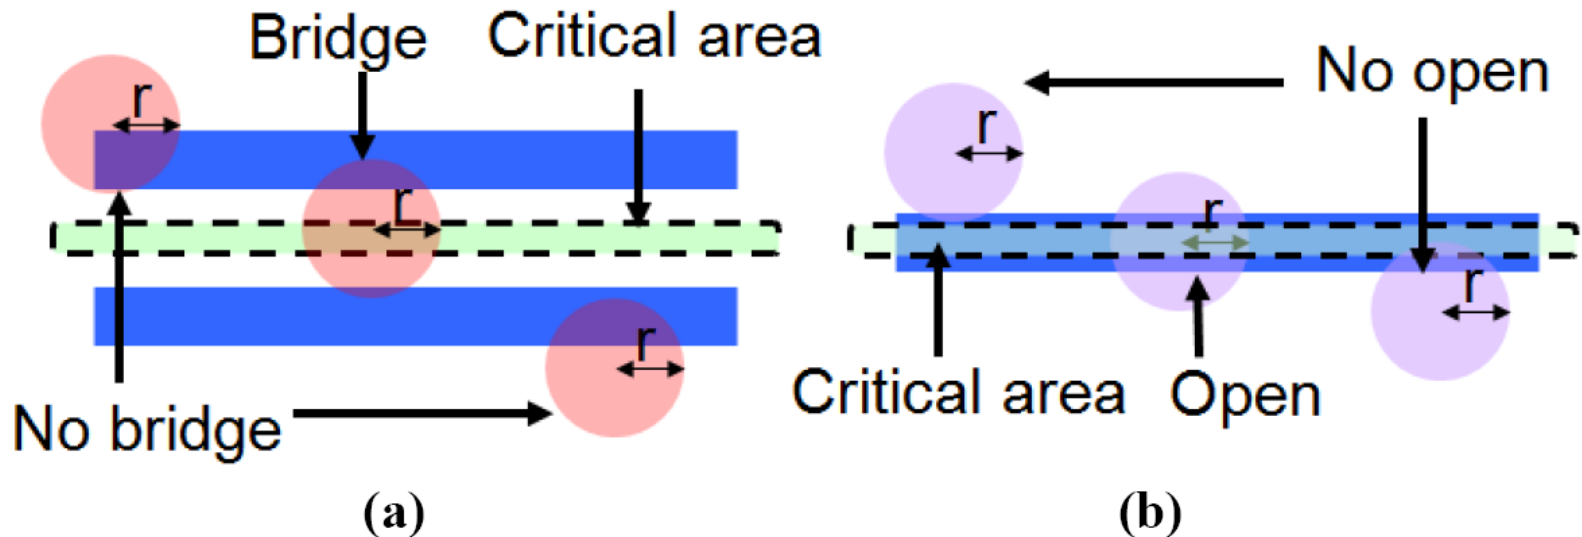 Bridge
Critical area
r
r
r
No bridge
(a)
No open
r
r
r
Critical area
Open
(b)